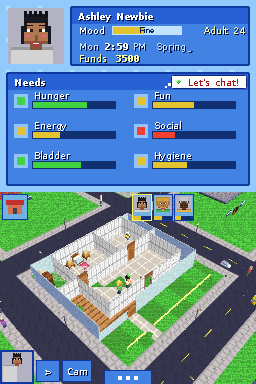 Ashley Newbie
Mood Fine Adult 24
Mon 2:59 PM Spring
Funds 3500
Needs
Let's chat!
Hunger Fun
Energy Social
Bladder Hygiene
Cam